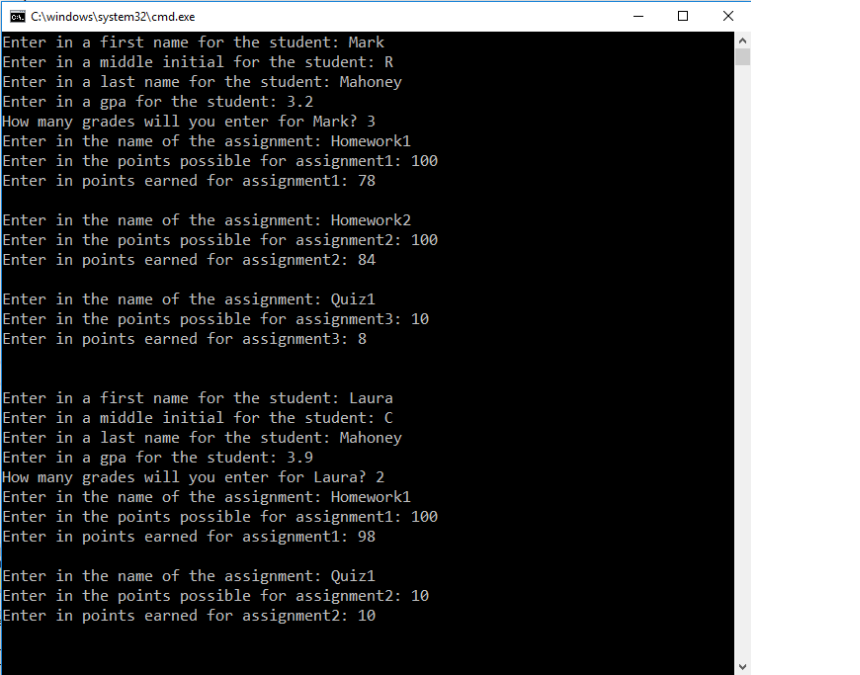 C:\windows\system32\cmd.exe
Enter in a first name for the student: Mark
Enter in a middle initial for the student: R
Enter in a last name for the student: Mahoney
Enter in a gpa for the student: 3.2
How many grades will you enter for Mark? 3
Enter in the name of the assignment: Homework1
Enter in the points possible for assignment1: 100
Enter in points earned for assignment1: 78
Enter in the name of the assignment: Homework2
Enter in the points possible for assignment2: 100
Enter in points earned for assignment2: 84
Enter in the name of the assignment: Quiz1
Enter in the points possible for assignment3: 10
Enter in points earned for assignment3: 8
Enter in a first name for the student: Laura
Enter in a middle initial for the student: C
Enter in a last name for the student: Mahoney
Enter in a gpa for the student: 3.9
How many grades will you enter for Laura? 2
Enter in the name of the assignment: Homework1
Enter in the points possible for assignment1: 100
Enter in points earned for assignment1: 98
Enter in the name of the assignment: Quiz1
Enter in the points possible for assignment2: 10
Enter in points earned for assignment2: 10